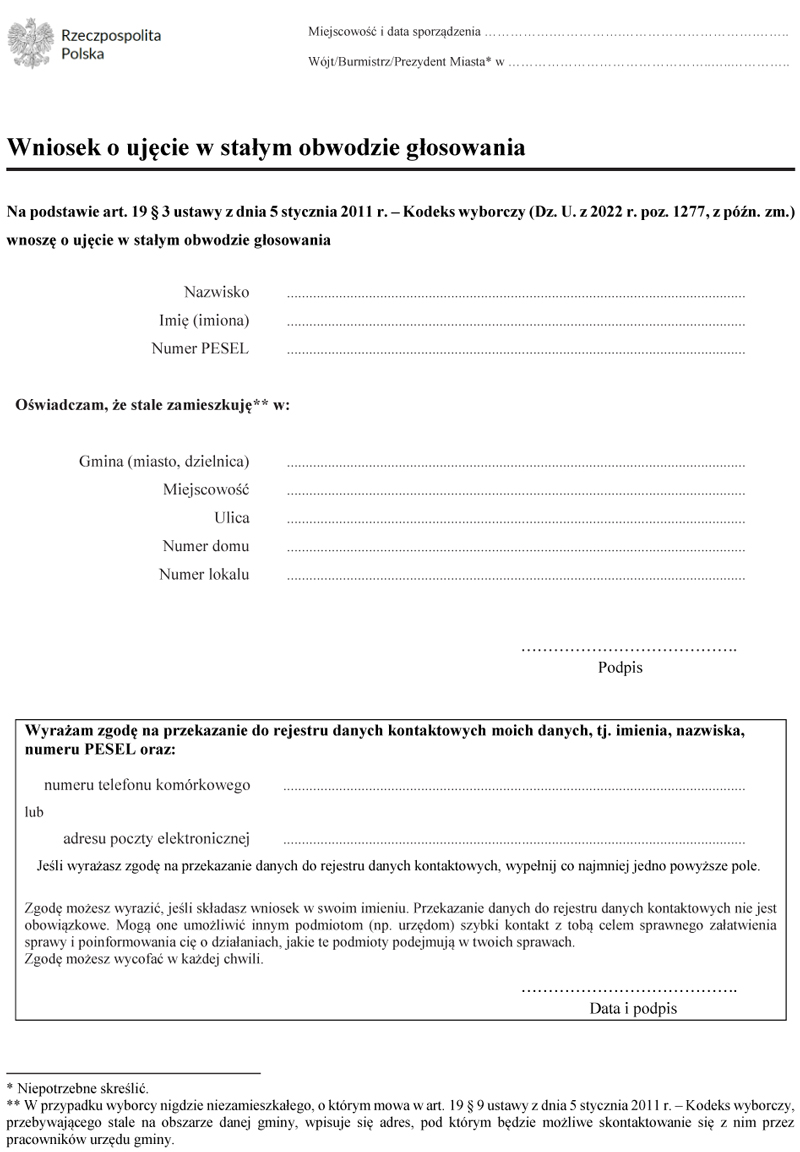 Rzeczpospolita
Polska
Miejscowość i data sporządzenia ……………………………………………………..
Wójt/Burmistrz/Prezydent Miasta* w ………………………………………………..
Wniosek o ujęcie w stałym obwodzie głosowania
Na podstawie art. 19 § 3 ustawy z dnia 5 stycznia 2011 r. – Kodeks wyborczy (Dz. U. z 2022 r. poz. 1277, z późn. zm.)
wnoszę o ujęcie w stałym obwodzie głosowania
Nazwisko ..........................................................................
Imię (imiona) ..........................................................................
Numer PESEL ..........................................................................
Oświadczam, że stale zamieszkuję** w:
Gmina (miasto, dzielnica) ..........................................................................
Miejscowość ..........................................................................
Ulica ..........................................................................
Numer domu ..........................................................................
Numer lokalu ..........................................................................
………………………………….
Podpis
Wyrażam zgodę na przekazanie do rejestru danych kontaktowych moich danych, tj. imienia, nazwiska,
numeru PESEL oraz:
numeru telefonu komórkowego ..........................................................................
lub
adresu poczty elektronicznej ..........................................................................
Jeśli wyrażasz zgodę na przekazanie danych do rejestru danych kontaktowych, wypełnij co najmniej jedno powyższe pole.
Zgodę możesz wyrazić, jeśli składasz wniosek w swoim imieniu. Przekazanie danych do rejestru danych kontaktowych nie jest
obowiązkowe. Mogą one umożliwić innym podmiotom (np. urzędom) szybki kontakt z tobą celem sprawnego załatwienia
sprawy i poinformowania cię o działaniach, jakie te podmioty podejmują w twoich sprawach.
Zgodę możesz wycofać w każdej chwili.
………………………………….
Data i podpis
* Niepotrzebne skreślić.
** W przypadku wyborcy nigdzie niezamieszkałego, o którym mowa w art. 19 § 9 ustawy z dnia 5 stycznia 2011 r. – Kodeks wyborczy,
przebywającego stale na obszarze danej gminy, wpisuje się adres, pod którym będzie możliwe skontaktowanie się z nim przez
pracowników urzędu gminy.